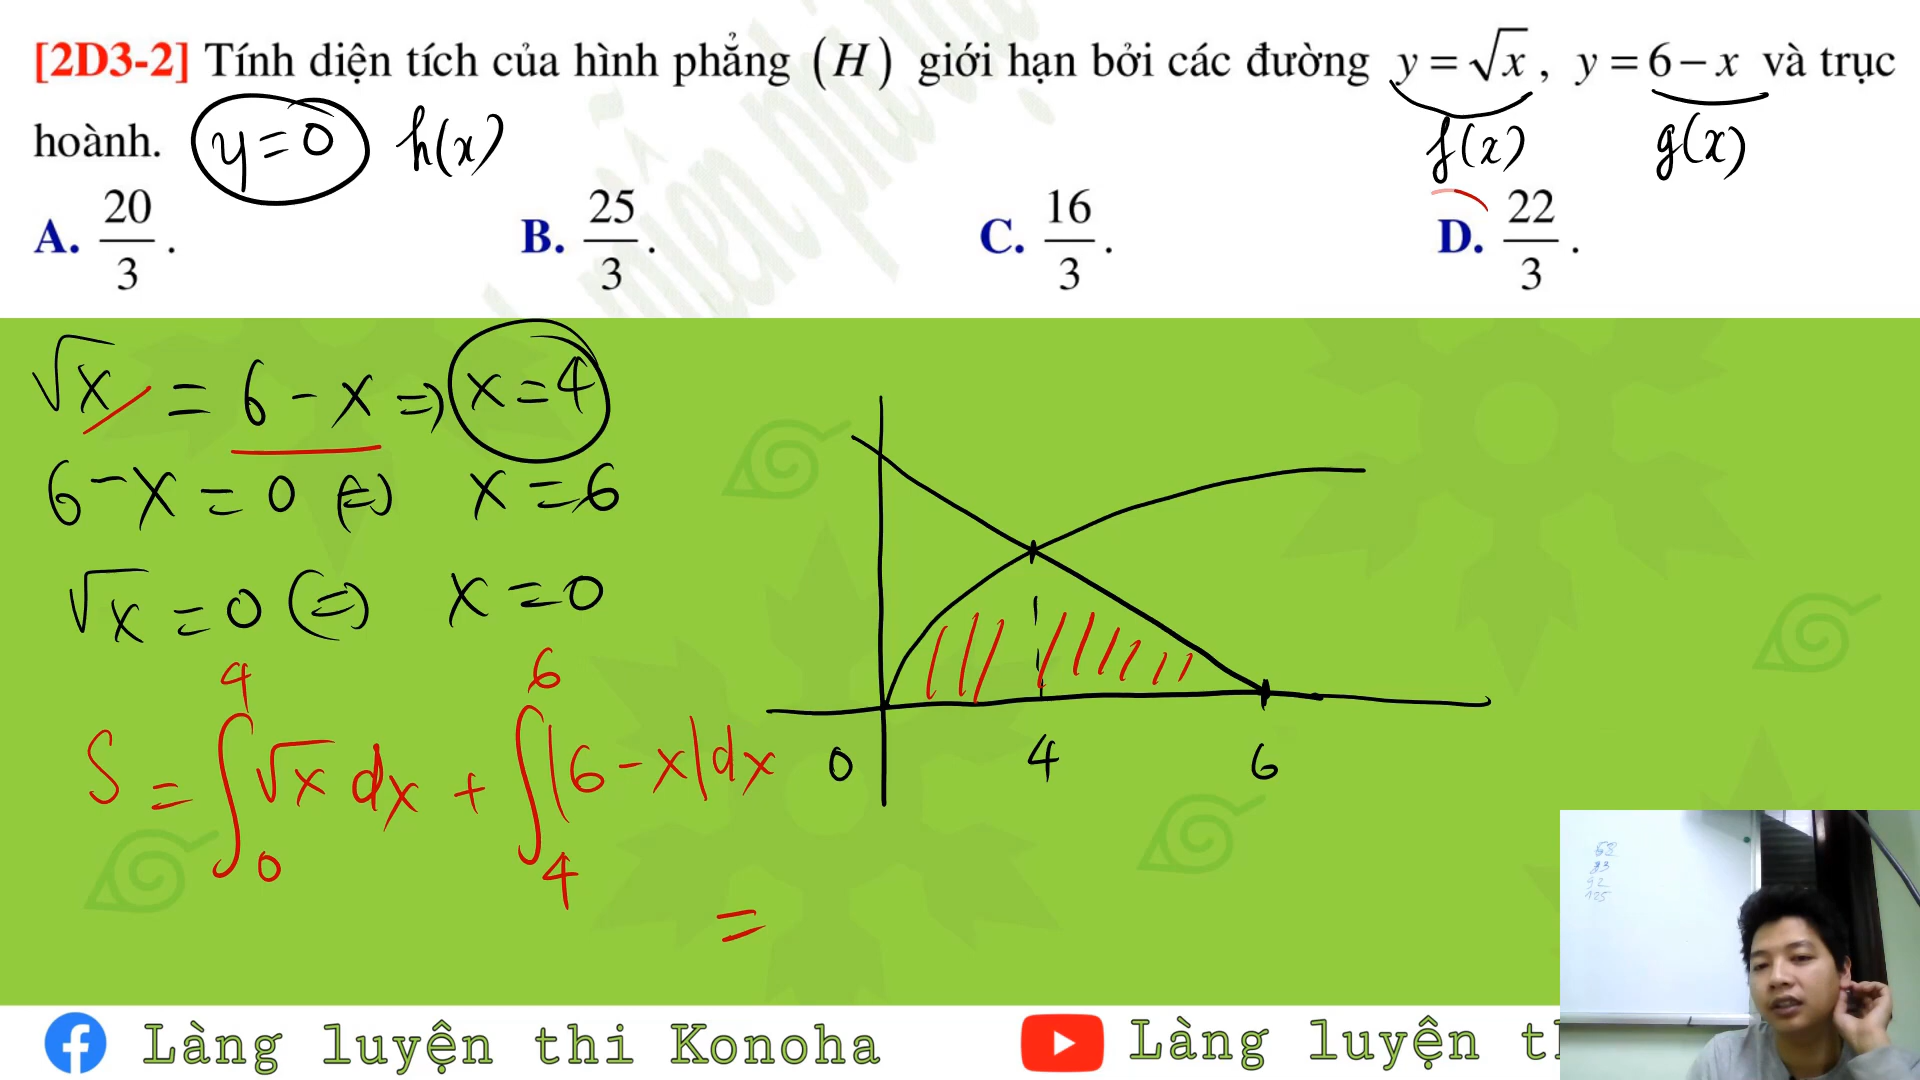 [2D3-2] Tính diện tích của hình phẳng (H) giới hạn bởi các đường y = √x, y = 6 − x và trục
hoành. y = 0 h(x) f(x) g(x)
A. 20/3. B. 25/3. C. 16/3. D. 22/3.
√x = 6 − x ⇒ x = 4
6 − x = 0 ⇔ x = 6
√x = 0 ⇔ x = 0
S = ∫₀⁴ √x dx + ∫₄⁶ |6 − x| dx
=
0 4 6
Làng luyện thi Konoha Làng luyện